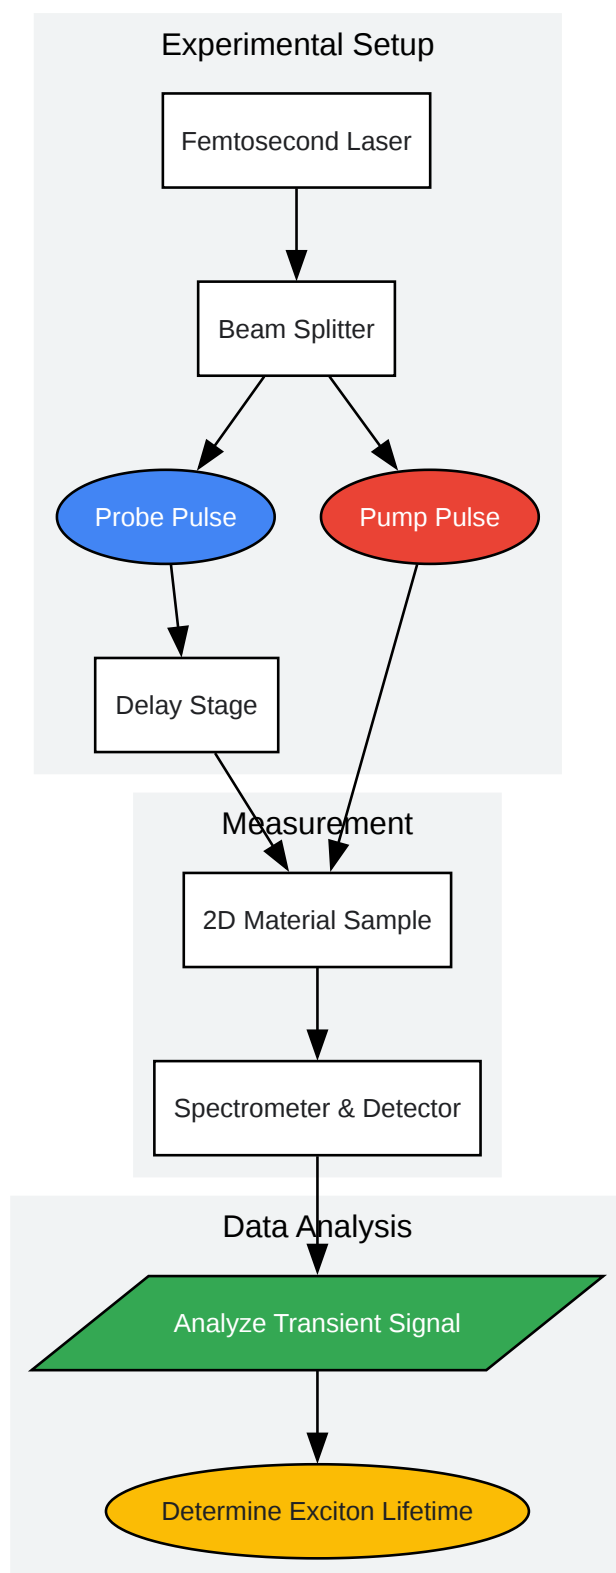 Experimental Setup
Femtosecond Laser
Beam Splitter
Probe Pulse
Pump Pulse
Delay Stage
Measurement
2D Material Sample
Spectrometer & Detector
Data Analysis
Analyze Transient Signal
Determine Exciton Lifetime